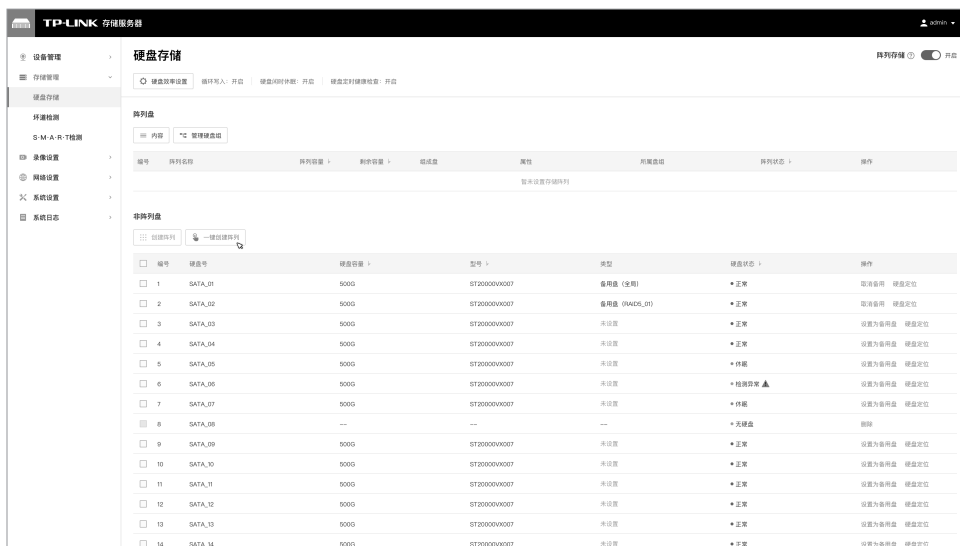 TP-LINK 存储服务器 admin
设备管理
存储管理
硬盘存储
坏道检测
S·M·A·R·T检测
录像设置
网络设置
系统设置
系统日志
硬盘存储 阵列存储 开启
硬盘效率设置 循环写入：开启 硬盘闲时休眠：开启 硬盘定时健康检查：开启
阵列盘
内容 管理硬盘组
编号 阵列名称 阵列容量 剩余容量 组成盘 属性 所属盘组 阵列状态 操作
暂未设置存储阵列
非阵列盘
创建阵列 一键创建阵列
编号 硬盘号 硬盘容量 型号 类型 硬盘状态 操作
1 SATA_01 500G ST20000VX007 备用盘（全局） 正常 取消备用 硬盘定位
2 SATA_02 500G ST20000VX007 备用盘（RAID5_01） 正常 取消备用 硬盘定位
3 SATA_03 500G ST20000VX007 未设置 正常 设置为备用盘 硬盘定位
4 SATA_04 500G ST20000VX007 未设置 正常 设置为备用盘 硬盘定位
5 SATA_05 500G ST20000VX007 未设置 休眠 设置为备用盘 硬盘定位
6 SATA_06 500G ST20000VX007 未设置 检测异常 设置为备用盘 硬盘定位
7 SATA_07 500G ST20000VX007 未设置 休眠 设置为备用盘 硬盘定位
8 SATA_08 -- -- -- 无硬盘 删除
9 SATA_09 500G ST20000VX007 未设置 正常 设置为备用盘 硬盘定位
10 SATA_10 500G ST20000VX007 未设置 正常 设置为备用盘 硬盘定位
11 SATA_11 500G ST20000VX007 未设置 正常 设置为备用盘 硬盘定位
12 SATA_12 500G ST20000VX007 未设置 正常 设置为备用盘 硬盘定位
13 SATA_13 500G ST20000VX007 未设置 正常 设置为备用盘 硬盘定位
14 SATA_14 500G ST20000VX007 未设置 正常 设置为备用盘 硬盘定位